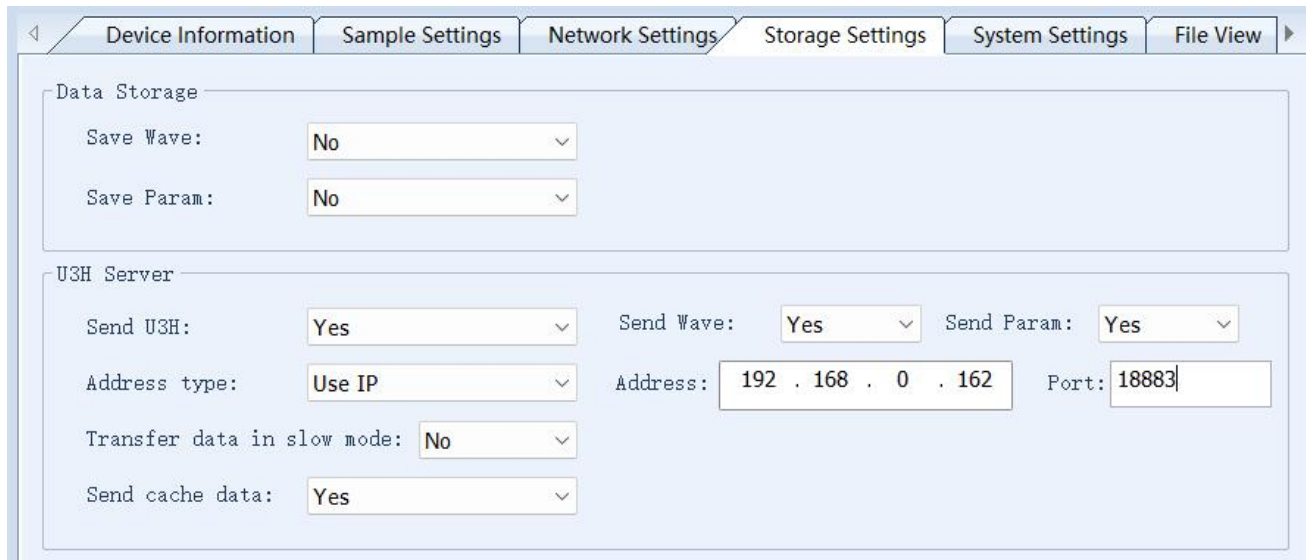 Device Information Sample Settings Network Settings Storage Settings System Settings File View
Data Storage
Save Wave: No
Save Param: No
U3H Server
Send U3H: Yes Send Wave: Yes Send Param: Yes
Address type: Use IP Address: 192 . 168 . 0 . 162 Port: 18883
Transfer data in slow mode: No
Send cache data: Yes